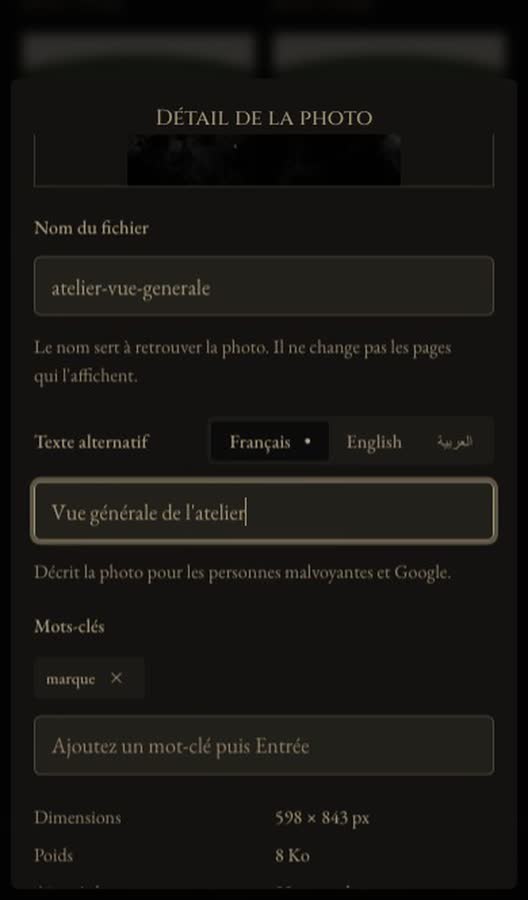 Détail de la photo
Nom du fichier
atelier-vue-generale
Le nom sert à retrouver la photo. Il ne change pas les pages
qui l'affichent.
Texte alternatif
Français •
English
العربية
Vue générale de l'atelier
Décrit la photo pour les personnes malvoyantes et Google.
Mots-clés
marque ×
Ajoutez un mot-clé puis Entrée
Dimensions 598 × 843 px
Poids 8 Ko